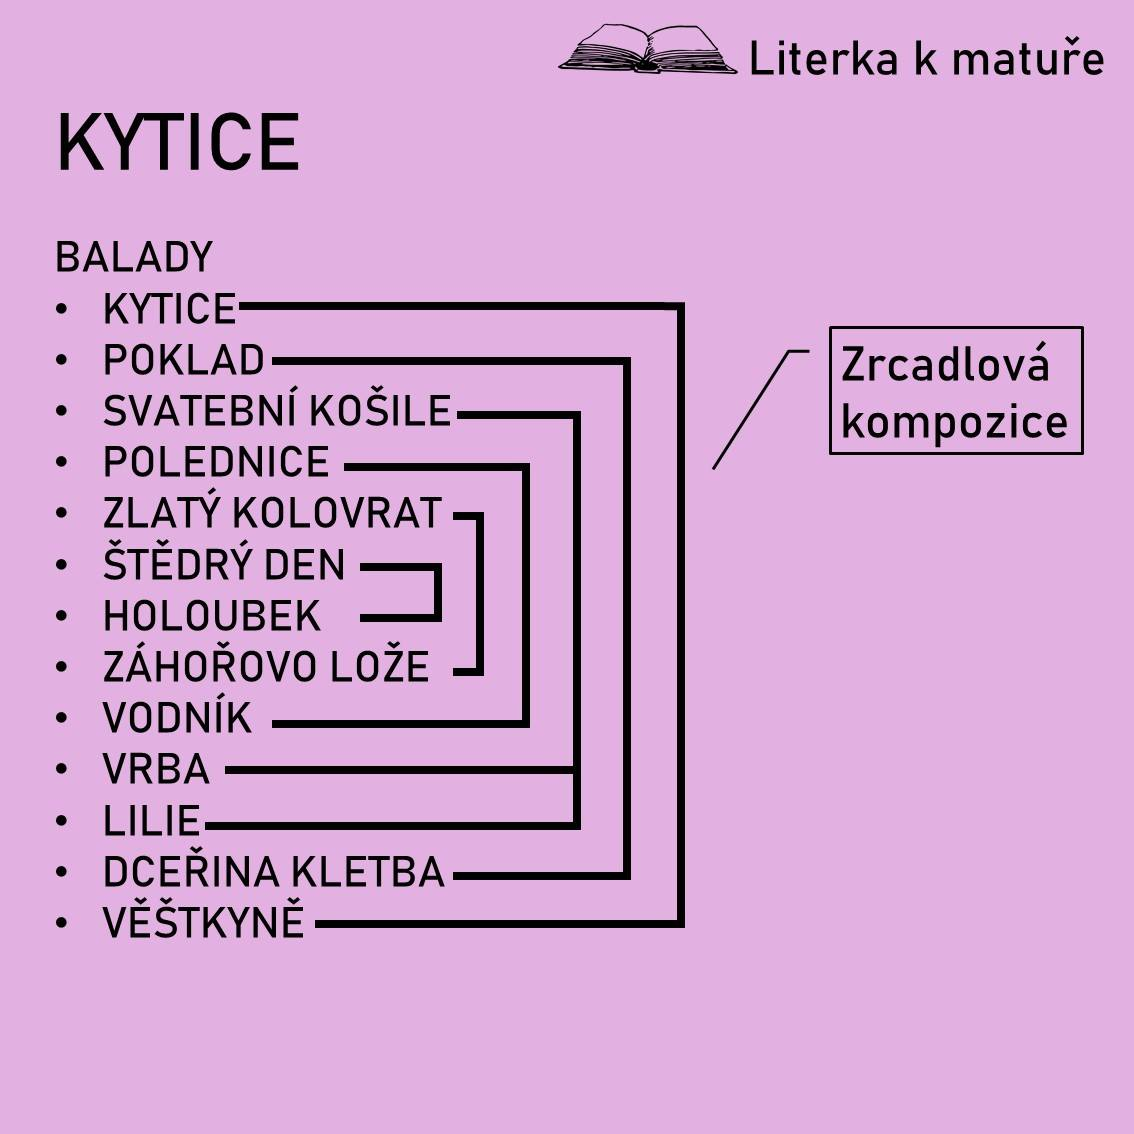 Literka k matuře
KYTICE
BALADY
• KYTICE
• POKLAD
• SVATEBNÍ KOŠILE
• POLEDNICE
• ZLATÝ KOLOVRAT
• ŠTĚDRÝ DEN
• HOLOUBEK
• ZÁHOŘOVO LOŽE
• VODNÍK
• VRBA
• LILIE
• DCEŘINA KLETBA
• VĚŠTKYNĚ
Zrcadlová
kompozice